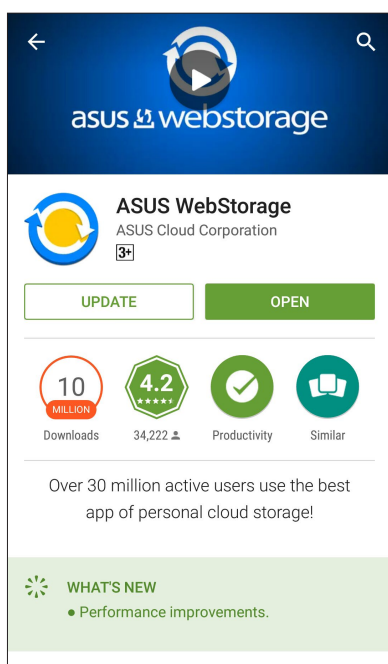 asus webstorage
ASUS WebStorage
ASUS Cloud Corporation
3+
UPDATE
OPEN
10
MILLION
4.2
Downloads
34,222
Productivity
Similar
Over 30 million active users use the best
app of personal cloud storage!
WHAT'S NEW
● Performance improvements.